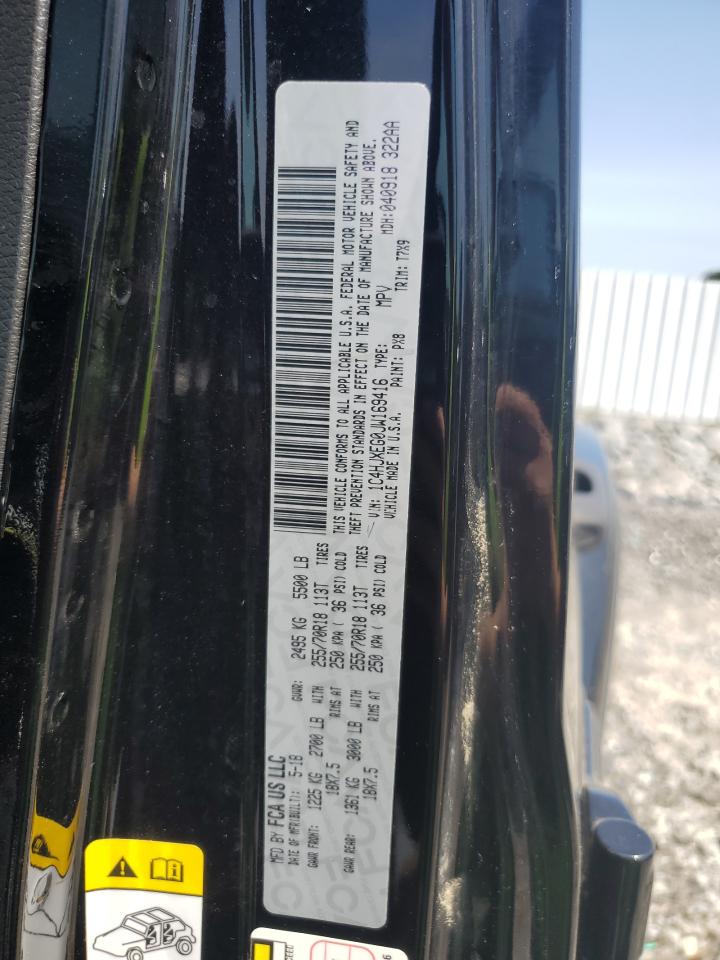 MFD BY FCA US LLC
DATE OF MFR(BUILT): 5-18 GVWR: 2495 KG 5500 LB
GAWR FRONT: 1225 KG 2700 LB WITH 255/70R18 113T TIRES
18X7.5 RIMS AT 250 KPA ( 36 PSI) COLD
GAWR REAR: 1361 KG 3000 LB WITH 255/70R18 113T TIRES
18X7.5 RIMS AT 250 KPA ( 36 PSI) COLD
THIS VEHICLE CONFORMS TO ALL APPLICABLE U.S.A. FEDERAL MOTOR VEHICLE SAFETY AND
THEFT PREVENTION STANDARDS IN EFFECT ON THE DATE OF MANUFACTURE SHOWN ABOVE.
VIN: 1C4HJXEG0JW169416 TYPE: MPV MDH:040918 322AA
VEHICLE MADE IN U.S.A. PAINT: PX8 TRIM: T7X9